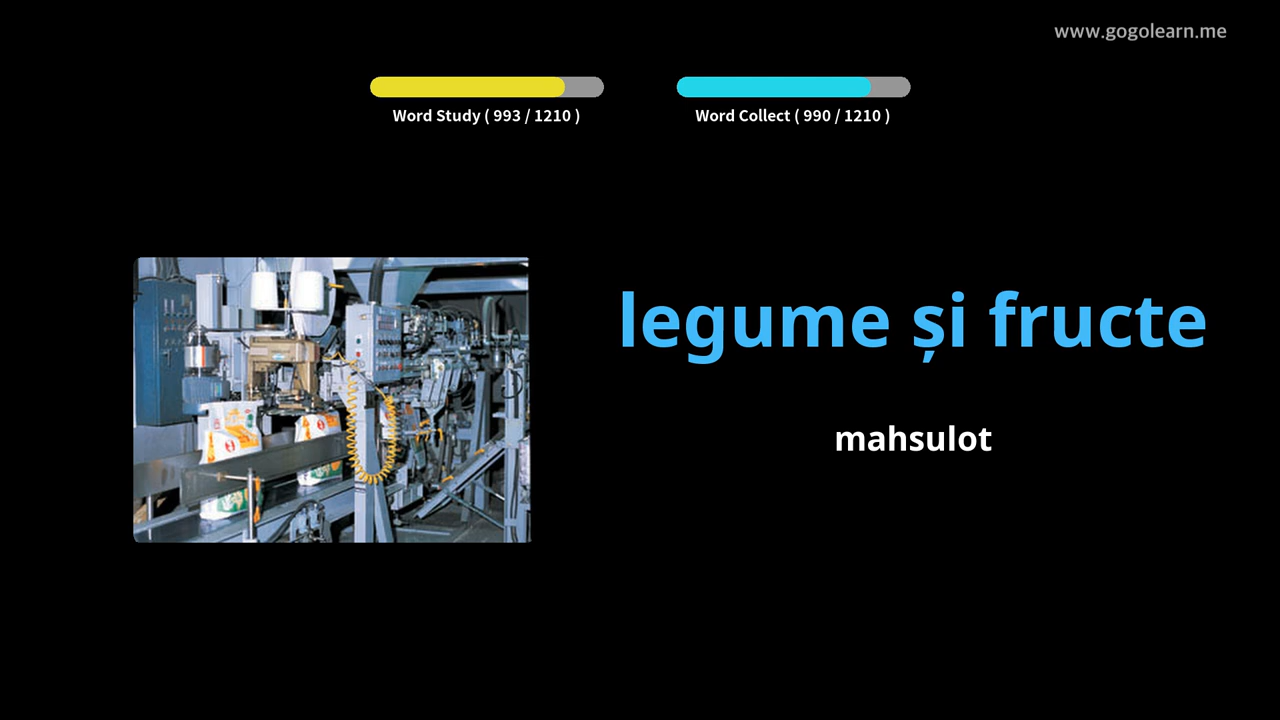 www.gogolearn.me
Word Study ( 993 / 1210 )
Word Collect ( 990 / 1210 )
legume și fructe
mahsulot